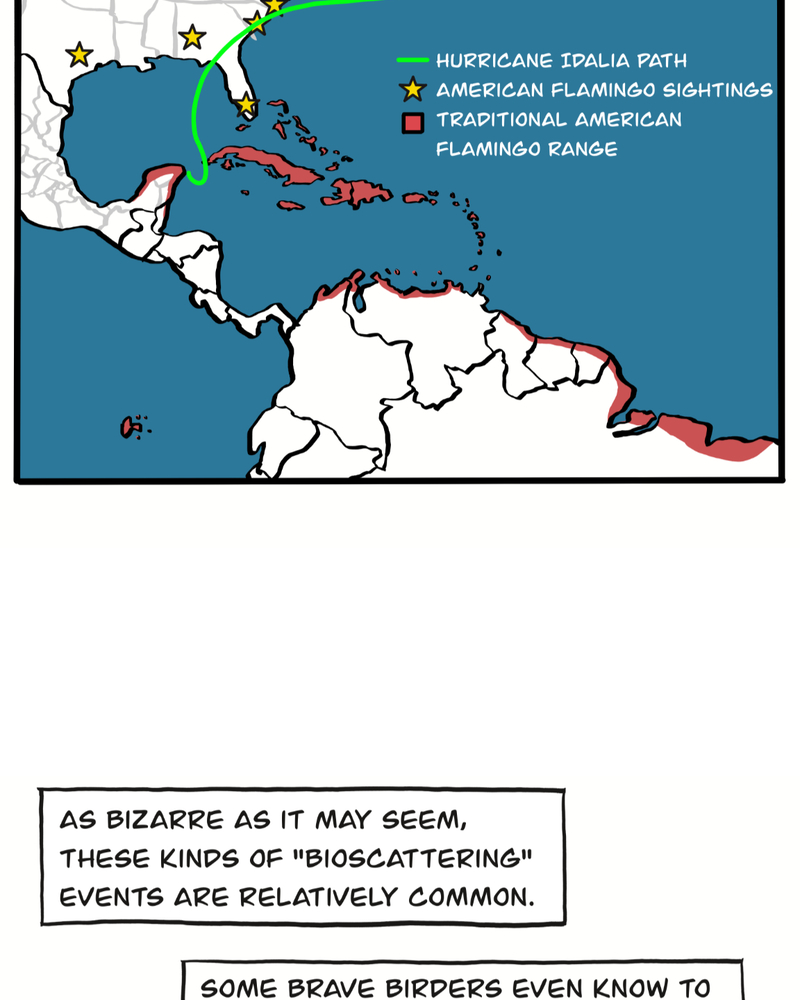 HURRICANE IDALIA PATH
AMERICAN FLAMINGO SIGHTINGS
TRADITIONAL AMERICAN
FLAMINGO RANGE
AS BIZARRE AS IT MAY SEEM,
THESE KINDS OF "BIOSCATTERING"
EVENTS ARE RELATIVELY COMMON.
SOME BRAVE BIRDERS EVEN KNOW TO